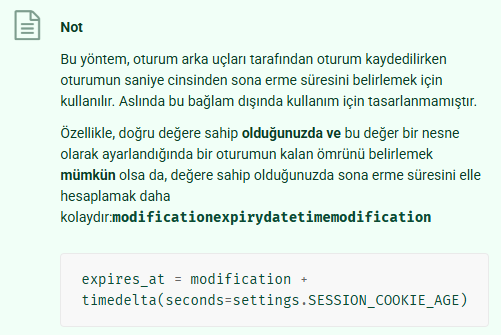 Not
Bu yöntem, oturum arka uçları tarafından oturum kaydedilirken
oturumun saniye cinsinden sona erme süresini belirlemek için
kullanılır. Aslında bu bağlam dışında kullanım için tasarlanmamıştır.
Özellikle, doğru değere sahip olduğunuzda ve bu değer bir nesne
olarak ayarlandığında bir oturumun kalan ömrünü belirlemek
mümkün olsa da, değere sahip olduğunuzda sona erme süresini elle
hesaplamak daha
kolaydır:modificationexpirydatetimemodification
expires_at = modification +
timedelta(seconds=settings.SESSION_COOKIE_AGE)